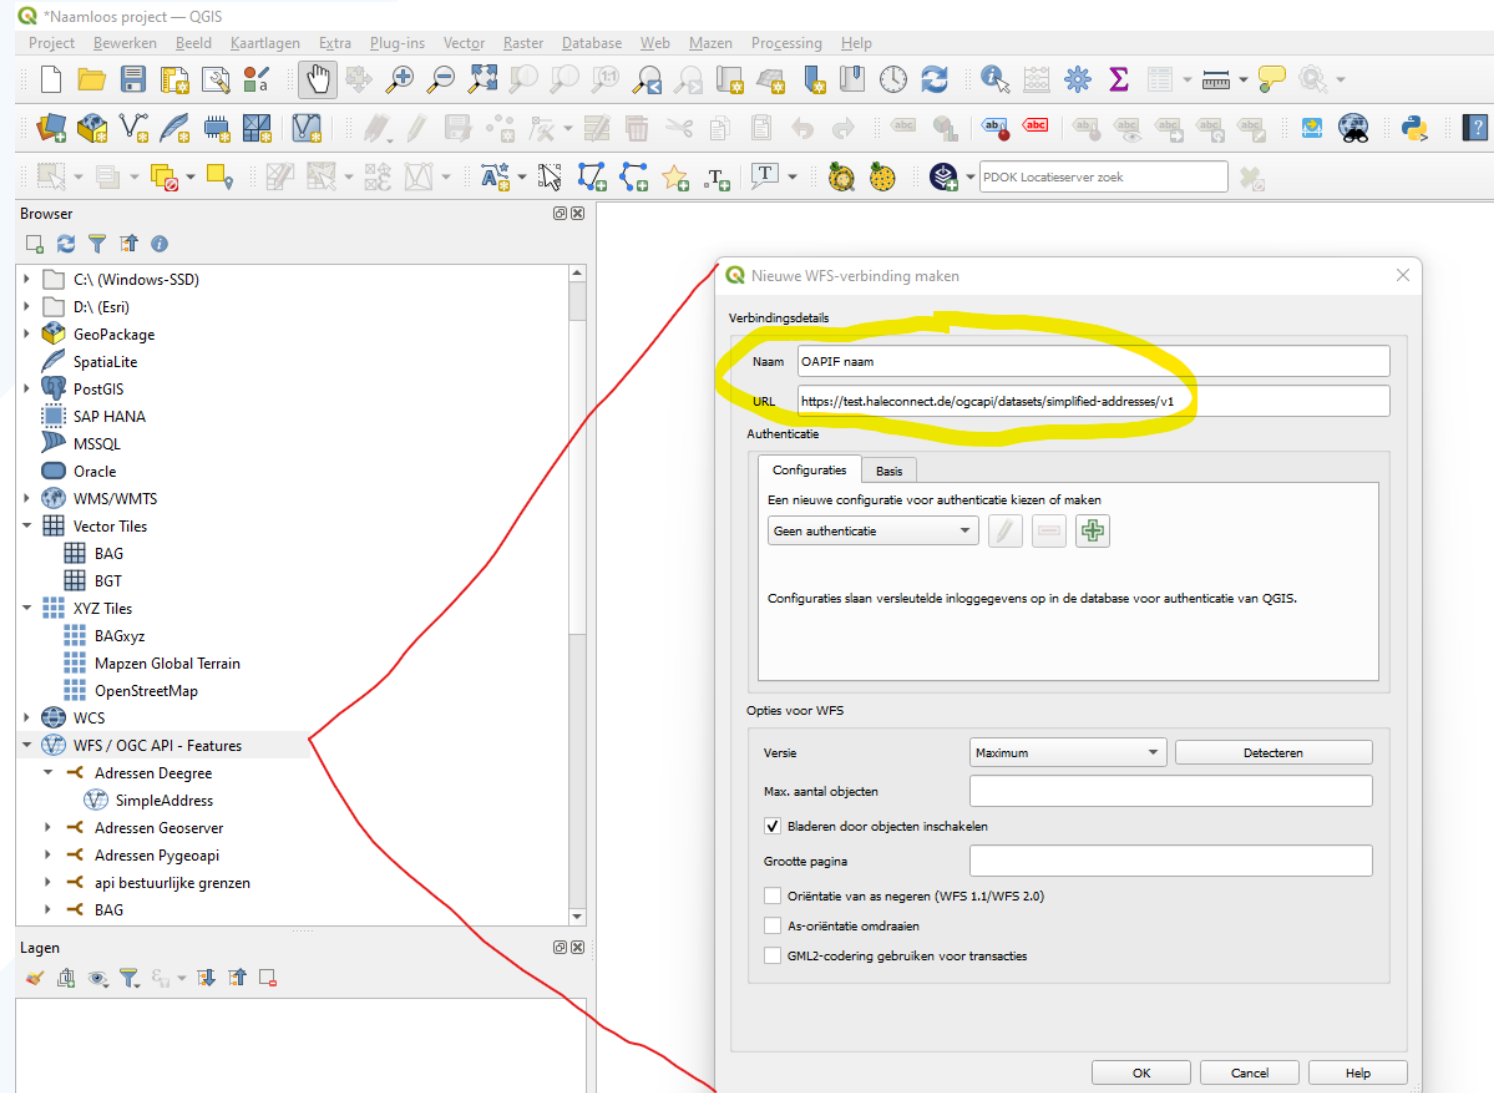 *Naamloos project — QGIS
Project Bewerken Beeld Kaartlagen Extra Plug-ins Vector Raster Database Web Mazen Processing Help
PDOK Locatieserver zoek
Browser
C:\ (Windows-SSD)
D:\ (Esri)
GeoPackage
SpatiaLite
PostGIS
SAP HANA
MSSQL
Oracle
WMS/WMTS
Vector Tiles
BAG
BGT
XYZ Tiles
BAGxyz
Mapzen Global Terrain
OpenStreetMap
WCS
WFS / OGC API - Features
Adressen Deegree
SimpleAddress
Adressen Geoserver
Adressen Pygeoapi
api bestuurlijke grenzen
BAG
Lagen
Nieuwe WFS-verbinding maken
Verbindingsdetails
Naam OAPIF naam
URL https://test.haleconnect.de/ogcapi/datasets/simplified-addresses/v1
Authenticatie
Configuraties Basis
Een nieuwe configuratie voor authenticatie kiezen of maken
Geen authenticatie
Configuraties slaan versleutelde inloggegevens op in de database voor authenticatie van QGIS.
Opties voor WFS
Versie Maximum Detecteren
Max. aantal objecten
Bladeren door objecten inschakelen
Grootte pagina
Oriëntatie van as negeren (WFS 1.1/WFS 2.0)
As-oriëntatie omdraaien
GML2-codering gebruiken voor transacties
OK Cancel Help